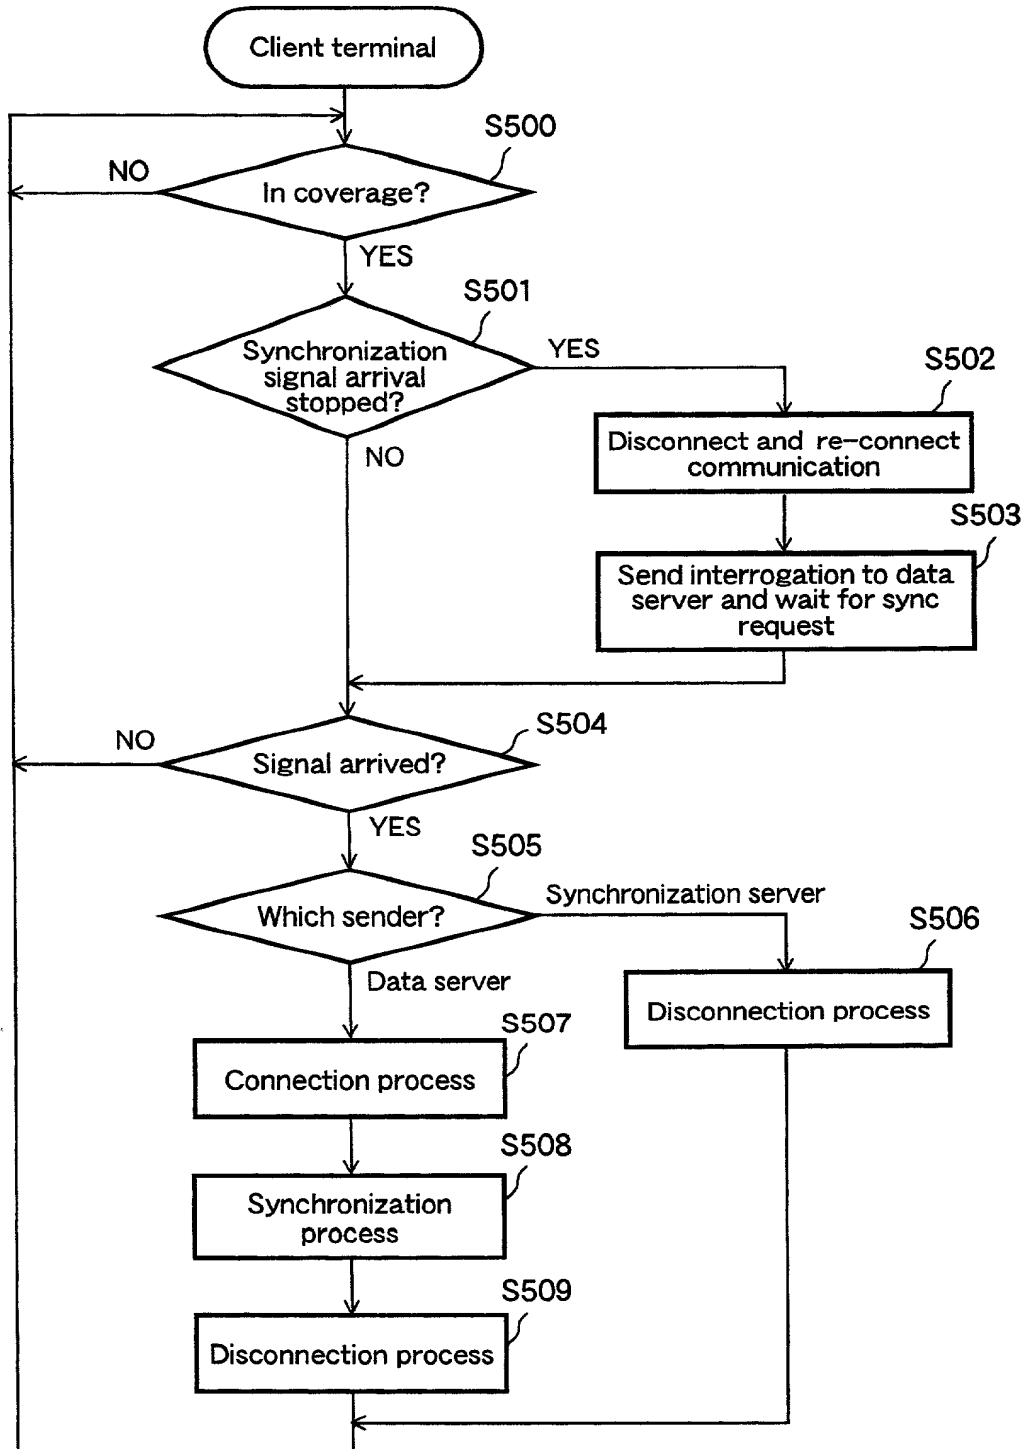 Client terminal
S500
NO
In coverage?
YES
S501
Synchronization
signal arrival
stopped?
YES
S502
Disconnect and re-connect
communication
NO
S503
Send interrogation to data
server and wait for sync
request
S504
NO
Signal arrived?
YES
S505
Synchronization server
Which sender?
S506
Data server
Disconnection process
S507
Connection process
S508
Synchronization
process
S509
Disconnection process